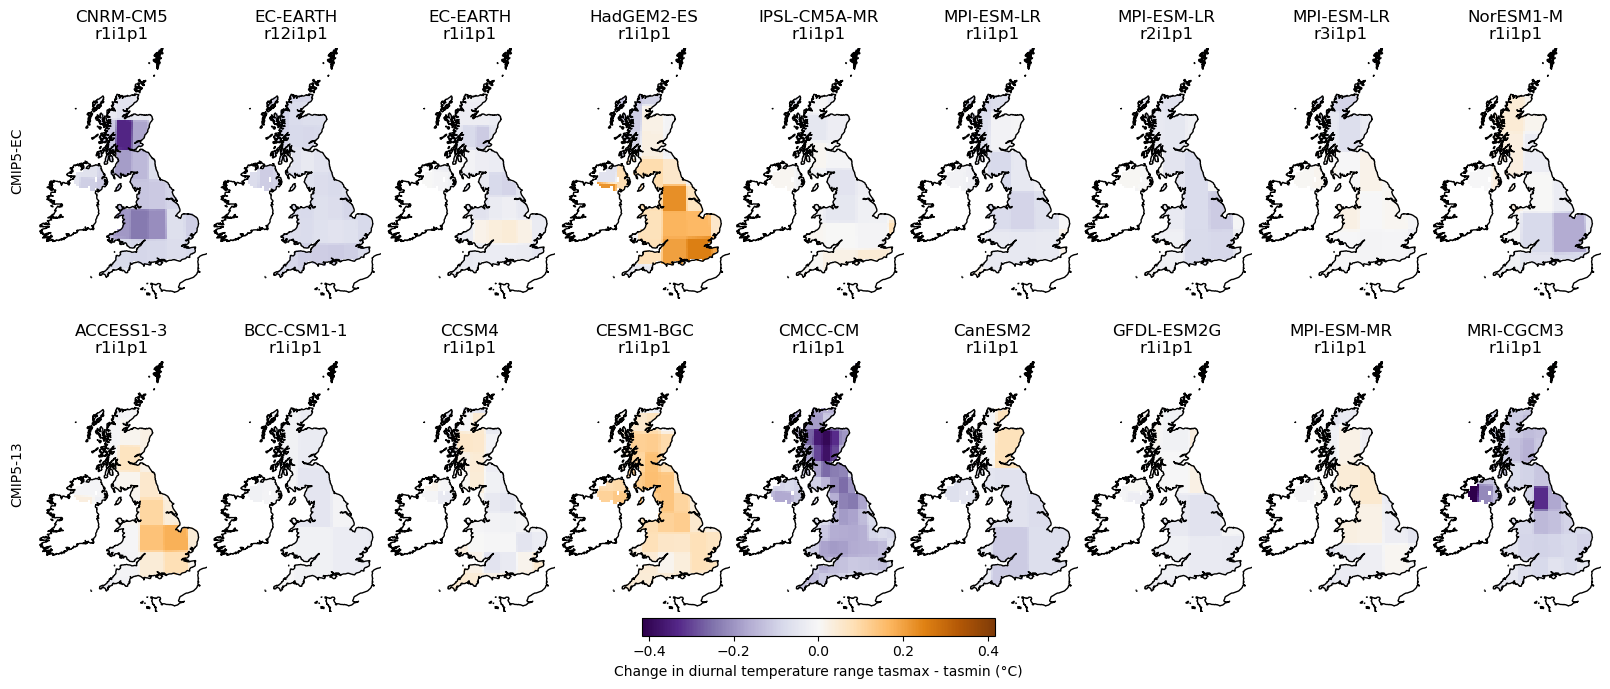 CNRM-CM5 EC-EARTH EC-EARTH HadGEM2-ES IPSL-CM5A-MR MPI-ESM-LR MPI-ESM-LR MPI-ESM-LR NorESM1-M
r1i1p1 r12i1p1 r1i1p1 r1i1p1 r1i1p1 r1i1p1 r2i1p1 r3i1p1 r1i1p1
CMIP5-EC
ACCESS1-3 BCC-CSM1-1 CCSM4 CESM1-BGC CMCC-CM CanESM2 GFDL-ESM2G MPI-ESM-MR MRI-CGCM3
r1i1p1 r1i1p1 r1i1p1 r1i1p1 r1i1p1 r1i1p1 r1i1p1 r1i1p1 r1i1p1
CMIP5-13
−0.4 −0.2 0.0 0.2 0.4
Change in diurnal temperature range tasmax - tasmin (°C)